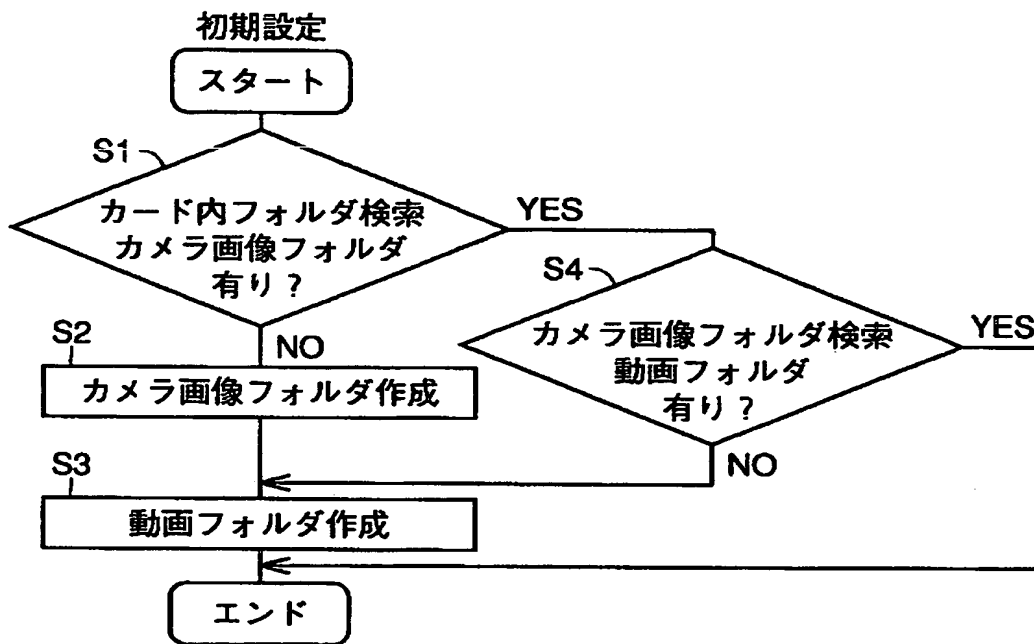 初期設定
スタート
S1
カード内フォルダ検索
カメラ画像フォルダ
有り?
YES
NO
S4
カメラ画像フォルダ検索
動画フォルダ
有り?
YES
NO
S2
カメラ画像フォルダ作成
S3
動画フォルダ作成
エンド